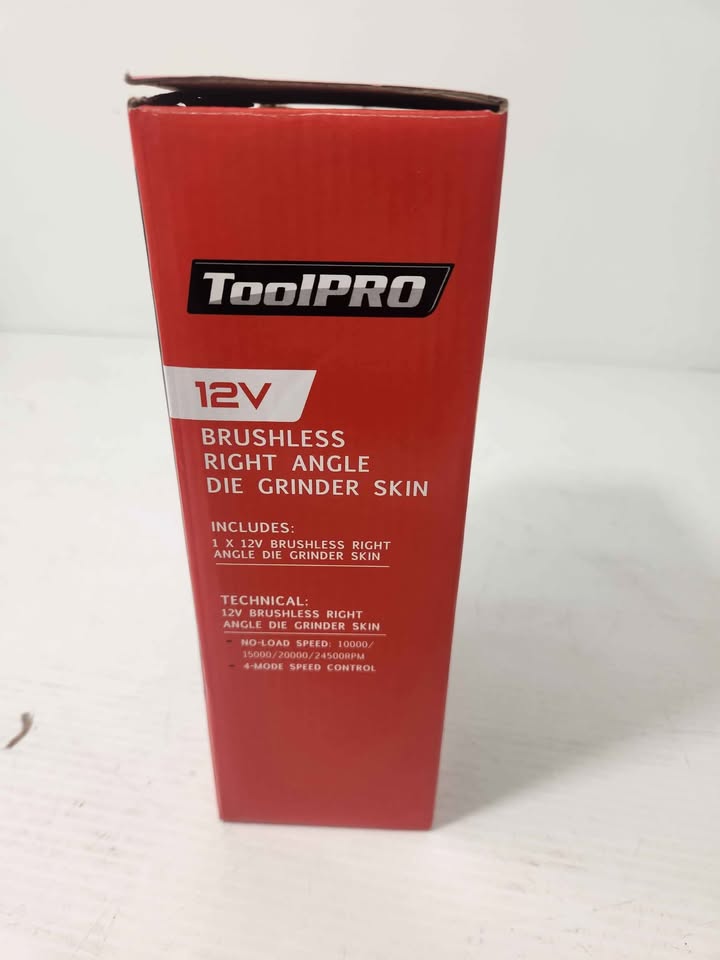 ToolPRO
12V
BRUSHLESS
RIGHT ANGLE
DIE GRINDER SKIN
INCLUDES:
1 X 12V BRUSHLESS RIGHT
ANGLE DIE GRINDER SKIN
TECHNICAL:
12V BRUSHLESS RIGHT
ANGLE DIE GRINDER SKIN
- NO-LOAD SPEED: 10000/
15000/20000/24500RPM
- 4-MODE SPEED CONTROL